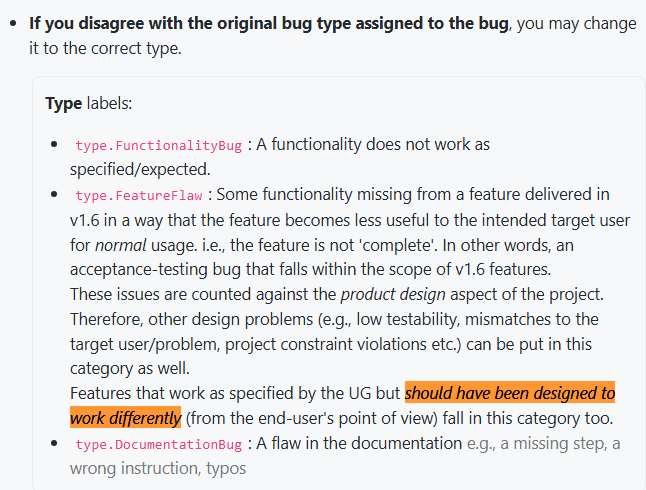 • If you disagree with the original bug type assigned to the bug, you may change
it to the correct type.
Type labels:
• type.FunctionalityBug : A functionality does not work as
specified/expected.
• type.FeatureFlaw : Some functionality missing from a feature delivered in
v1.6 in a way that the feature becomes less useful to the intended target user
for normal usage. i.e., the feature is not 'complete'. In other words, an
acceptance-testing bug that falls within the scope of v1.6 features.
These issues are counted against the product design aspect of the project.
Therefore, other design problems (e.g., low testability, mismatches to the
target user/problem, project constraint violations etc.) can be put in this
category as well.
Features that work as specified by the UG but should have been designed to
work differently (from the end-user's point of view) fall in this category too.
• type.DocumentationBug : A flaw in the documentation e.g., a missing step, a
wrong instruction, typos